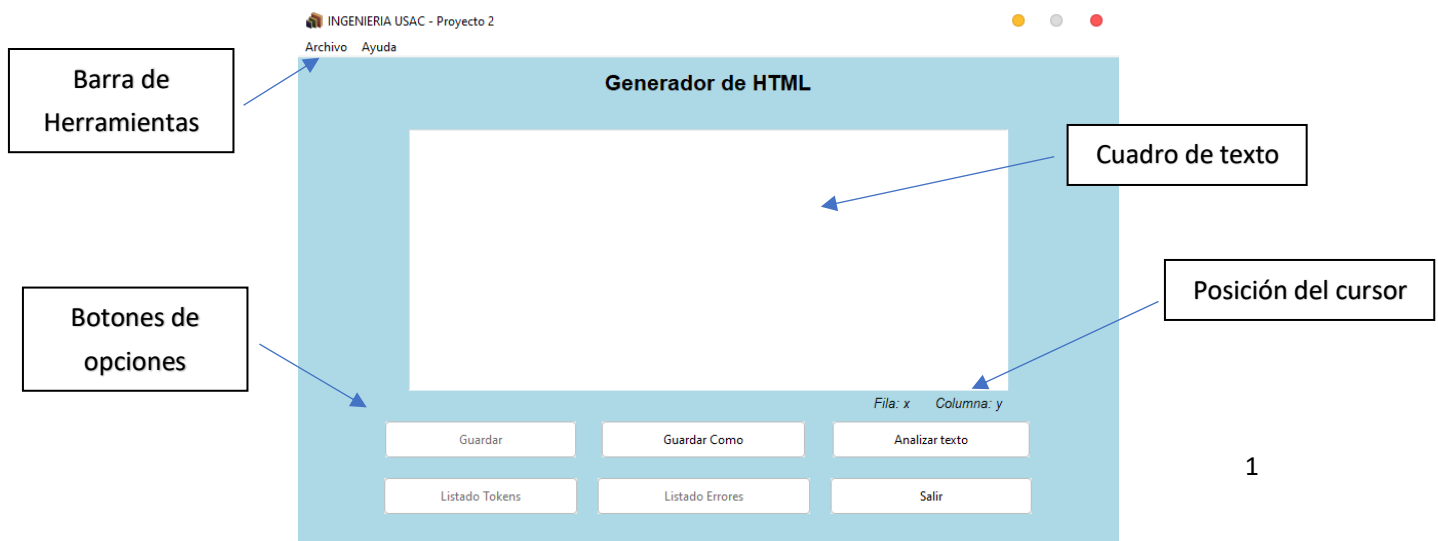 INGENIERIA USAC - Proyecto 2
Archivo Ayuda
Barra de
Herramientas
Generador de HTML
Cuadro de texto
Posición del cursor
Botones de
opciones
Fila: x Columna: y
Guardar Guardar Como Analizar texto
1
Listado Tokens Listado Errores Salir